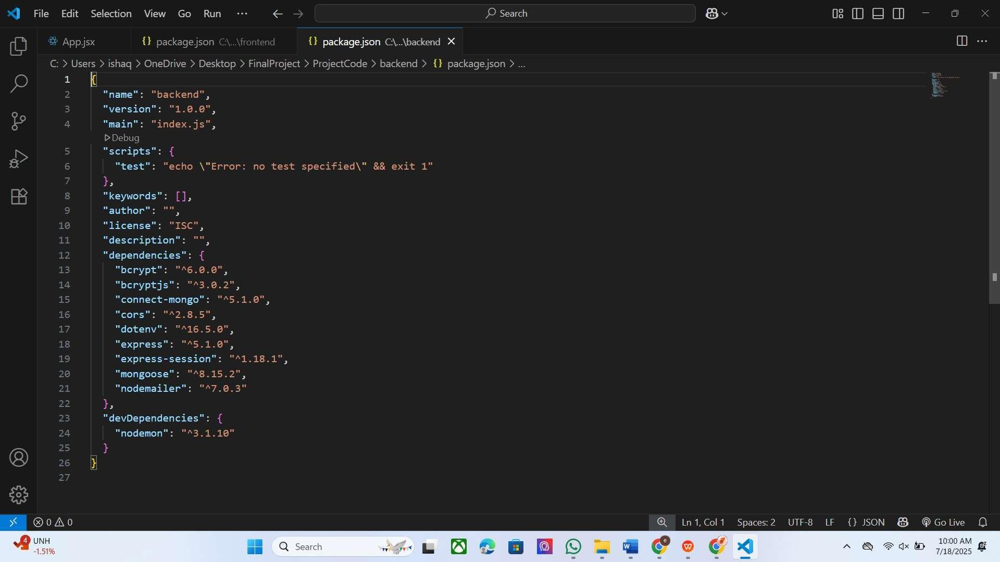 File Edit Selection View Go Run ··· Search
App.jsx
package.json C:\...\frontend
package.json C:\...\backend
C: > Users > ishaq > OneDrive > Desktop > FinalProject > ProjectCode > backend > {} package.json > ...
1 {
2 "name": "backend",
3 "version": "1.0.0",
4 "main": "index.js",
Debug
5 "scripts": {
6 "test": "echo \"Error: no test specified\" && exit 1"
7 },
8 "keywords": [],
9 "author": "",
10 "license": "ISC",
11 "description": "",
12 "dependencies": {
13 "bcrypt": "^6.0.0",
14 "bcryptjs": "^3.0.2",
15 "connect-mongo": "^5.1.0",
16 "cors": "^2.8.5",
17 "dotenv": "^16.5.0",
18 "express": "^5.1.0",
19 "express-session": "^1.18.1",
20 "mongoose": "^8.15.2",
21 "nodemailer": "^7.0.3"
22 },
23 "devDependencies": {
24 "nodemon": "^3.1.10"
25 }
26 }
27
0 0 Ln 1, Col 1 Spaces: 2 UTF-8 LF {} JSON Go Live
4 UNH
-1.51%
Search
10:00 AM
7/18/2025